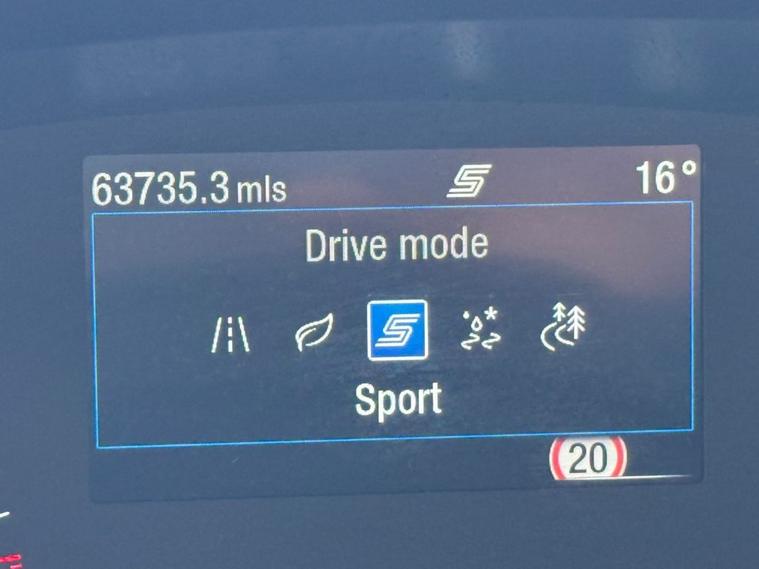 63735.3 mls 16°
Drive mode
Sport
20